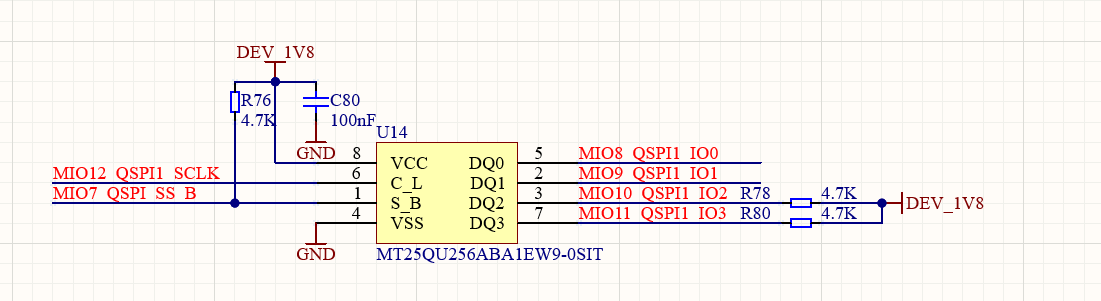 DEV_1V8
R76
4.7K
C80
100nF
GND
U14
8 VCC DQ0 5 MIO8_QSPI1_IO0
MIO12_QSPI1_SCLK 6 C_L DQ1 2 MIO9_QSPI1_IO1
MIO7_QSPI_SS_B 1 S_B DQ2 3 MIO10_QSPI1_IO2 R78 4.7K DEV_1V8
4 VSS DQ3 7 MIO11_QSPI1_IO3 R80 4.7K
GND
MT25QU256ABA1EW9-0SIT